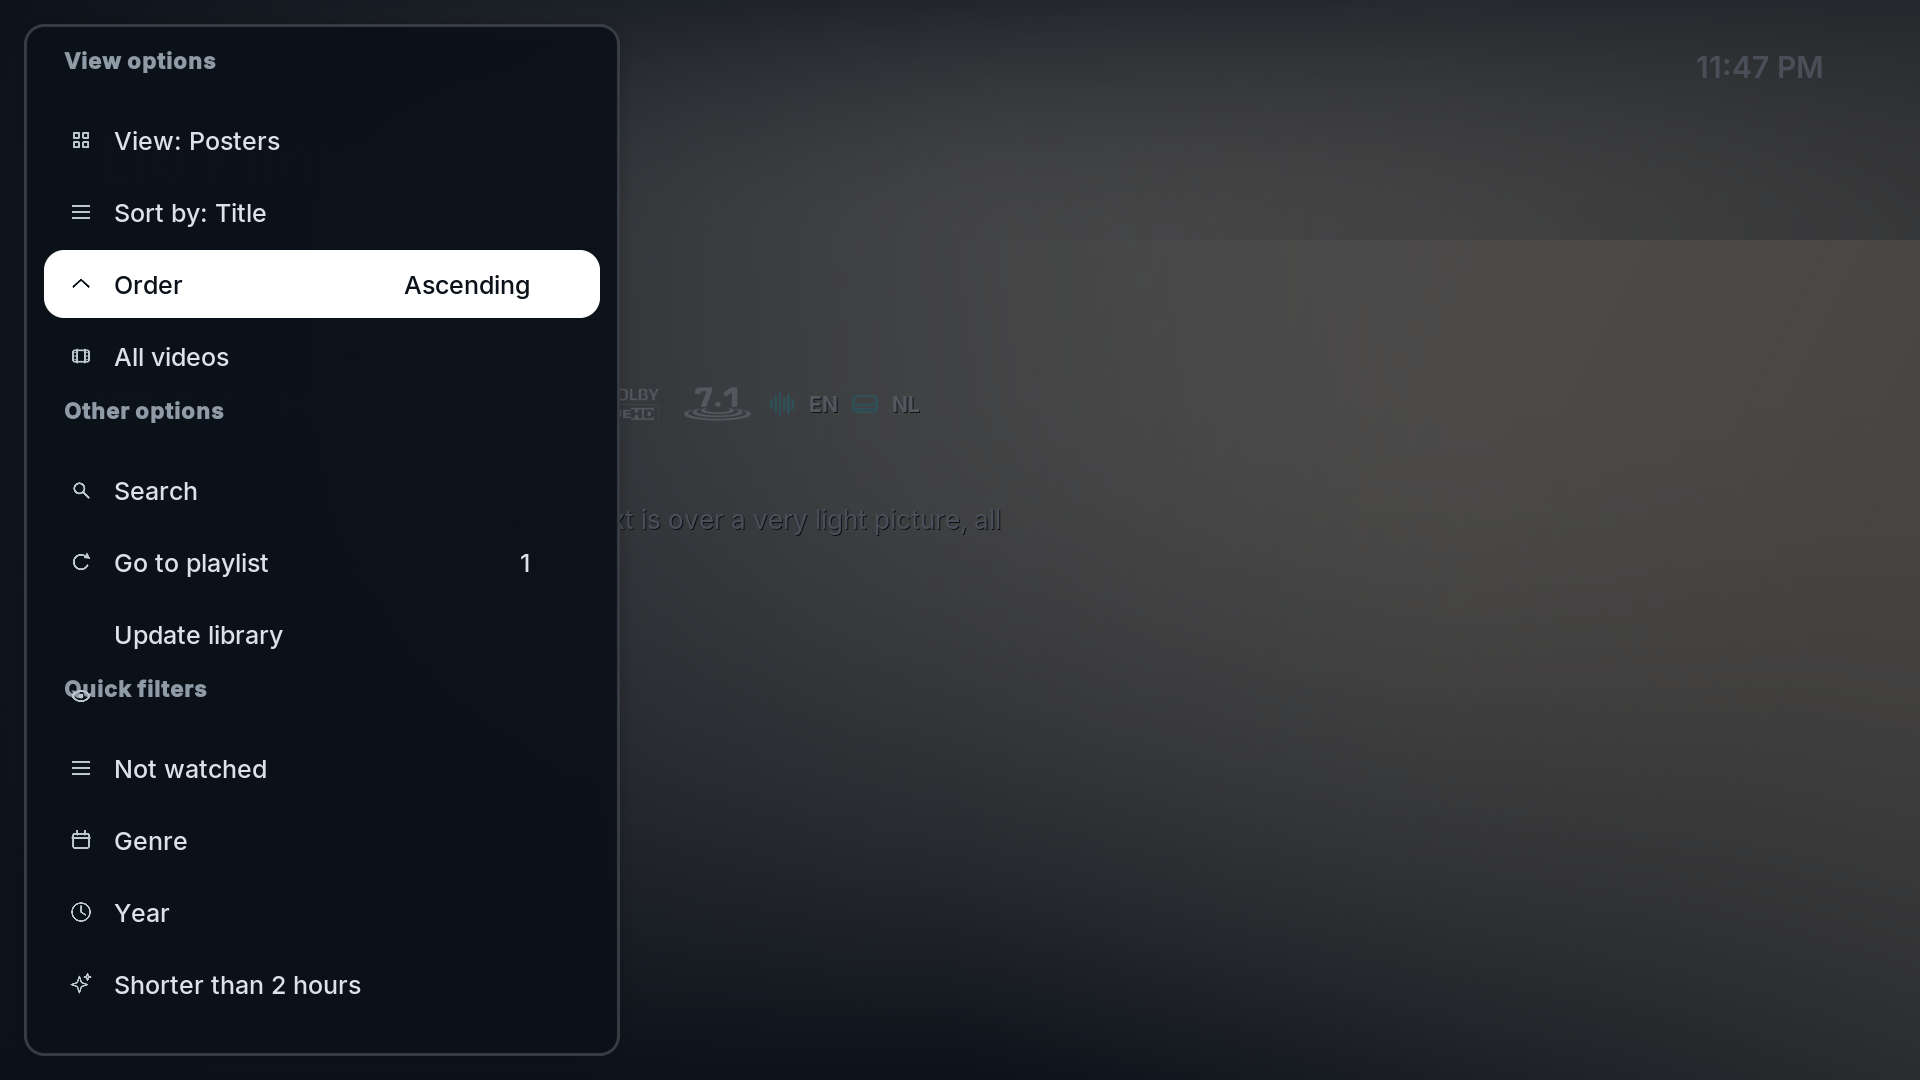 View options
11:47 PM
View: Posters
Sort by: Title
Order Ascending
All videos
OLBY
HD
7.1
EN
NL
Other options
Search
is over a very light picture, all
Go to playlist 1
Update library
Quick filters
Not watched
Genre
Year
Shorter than 2 hours